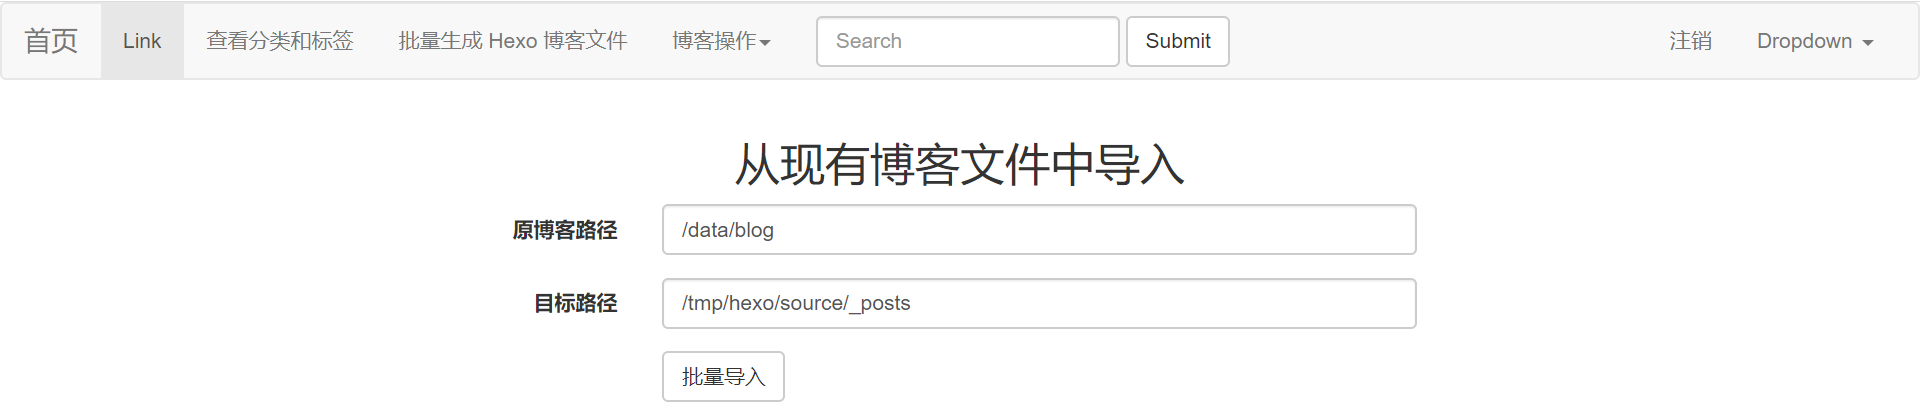 首页 Link 查看分类和标签 批量生成 Hexo 博客文件 博客操作 Search Submit 注销 Dropdown
从现有博客文件中导入
原博客路径 /data/blog
目标路径 /tmp/hexo/source/_posts
批量导入